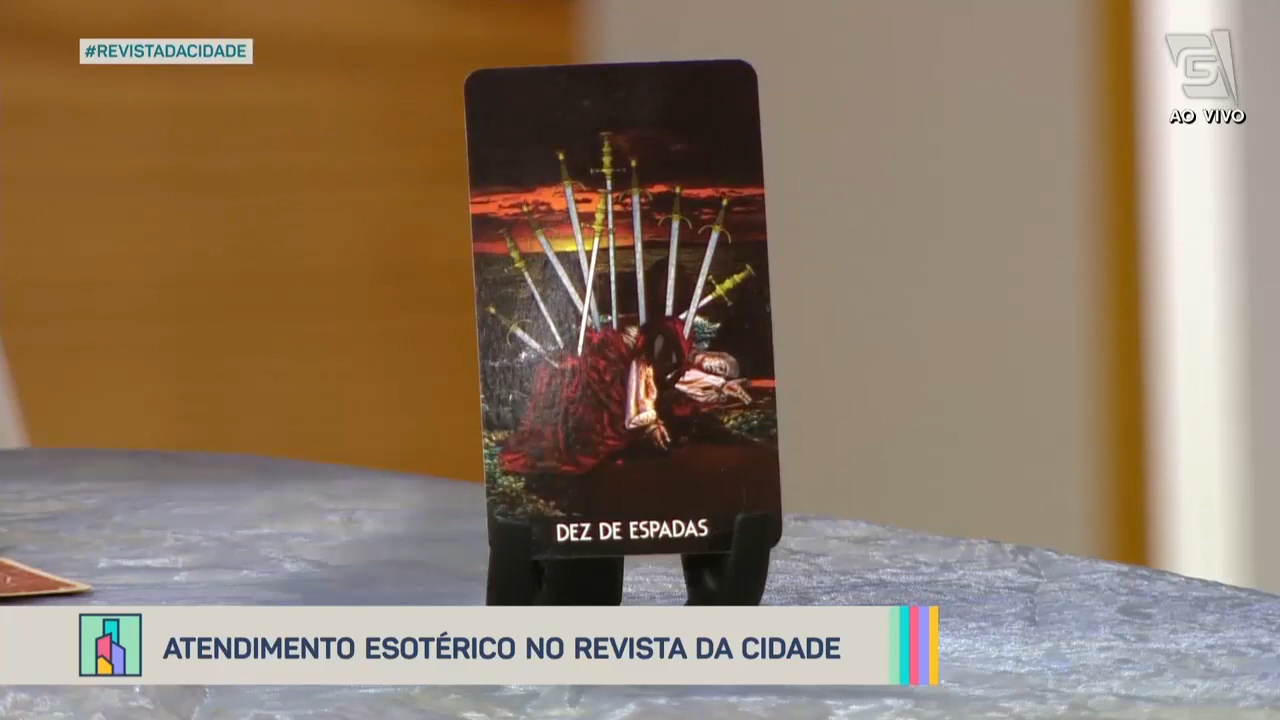 #REVISTADACIDADE
AO VIVO
DEZ DE ESPADAS
ATENDIMENTO ESOTÉRICO NO REVISTA DA CIDADE